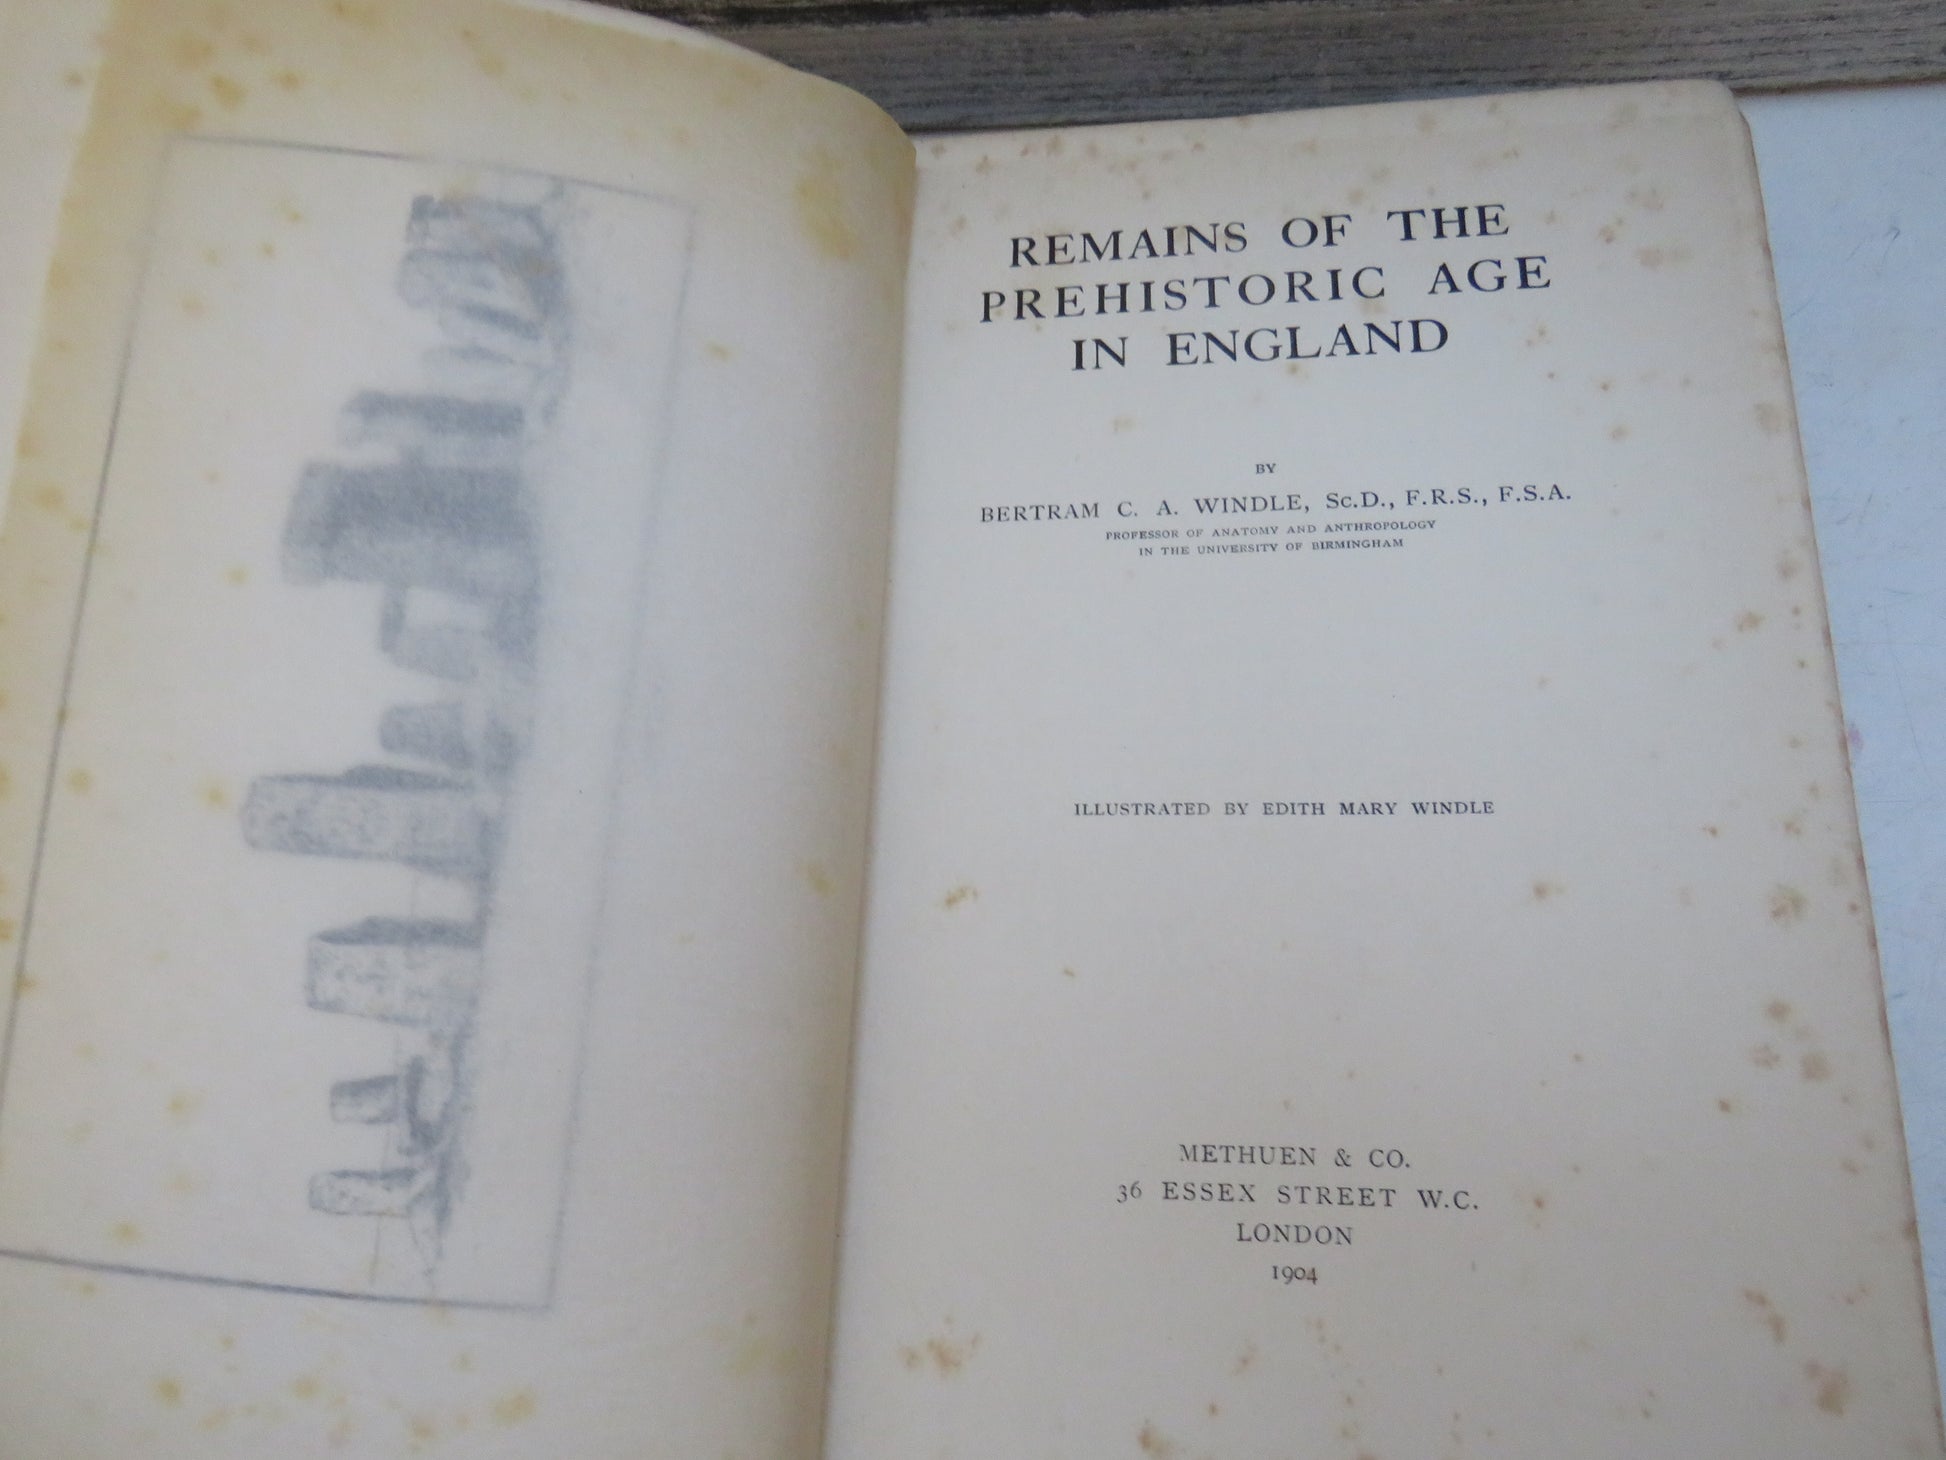 REMAINS OF THE
PREHISTORIC AGE
IN ENGLAND
BY
BERTRAM C. A. WINDLE, Sc.D., F.R.S., F.S.A.
PROFESSOR OF ANATOMY AND ANTHROPOLOGY
IN THE UNIVERSITY OF BIRMINGHAM
ILLUSTRATED BY EDITH MARY WINDLE
METHUEN & CO.
36 ESSEX STREET W.C.
LONDON
1904